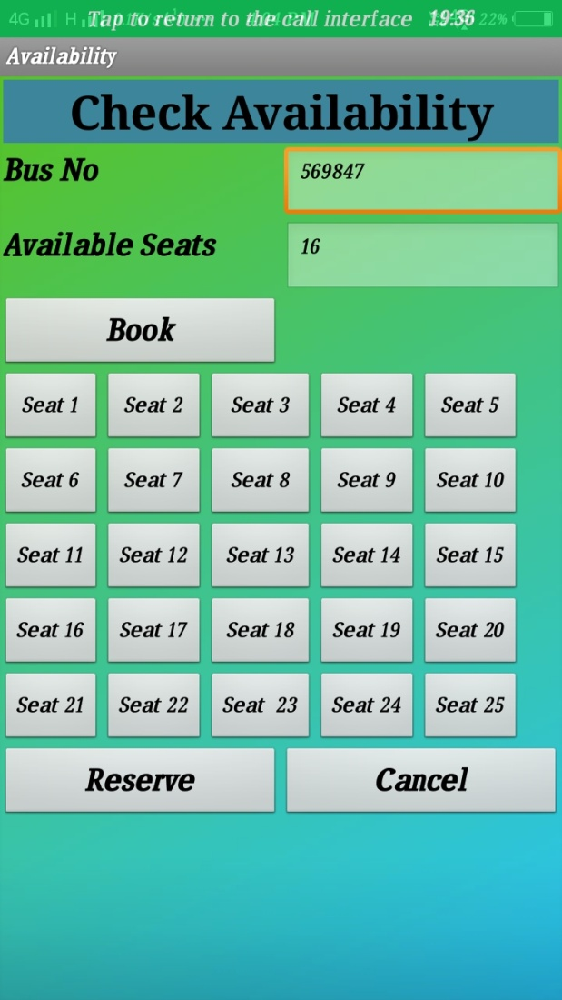 4G H Tap to return to the call interface 19:36 22%
Availability
Check Availability
Bus No 569847
Available Seats 16
Book
Seat 1 Seat 2 Seat 3 Seat 4 Seat 5
Seat 6 Seat 7 Seat 8 Seat 9 Seat 10
Seat 11 Seat 12 Seat 13 Seat 14 Seat 15
Seat 16 Seat 17 Seat 18 Seat 19 Seat 20
Seat 21 Seat 22 Seat 23 Seat 24 Seat 25
Reserve Cancel